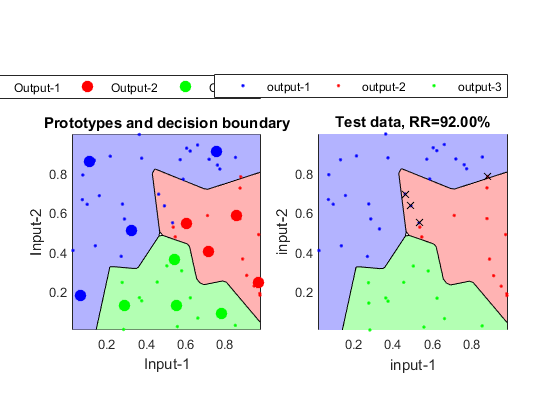 Output-1 Output-2
output-1 output-2 output-3
Prototypes and decision boundary
Test data, RR=92.00%
Input-2
0.8
0.6
0.4
0.2
0.2 0.4 0.6 0.8
Input-1
input-2
0.8
0.6
0.4
0.2
0.2 0.4 0.6 0.8
input-1